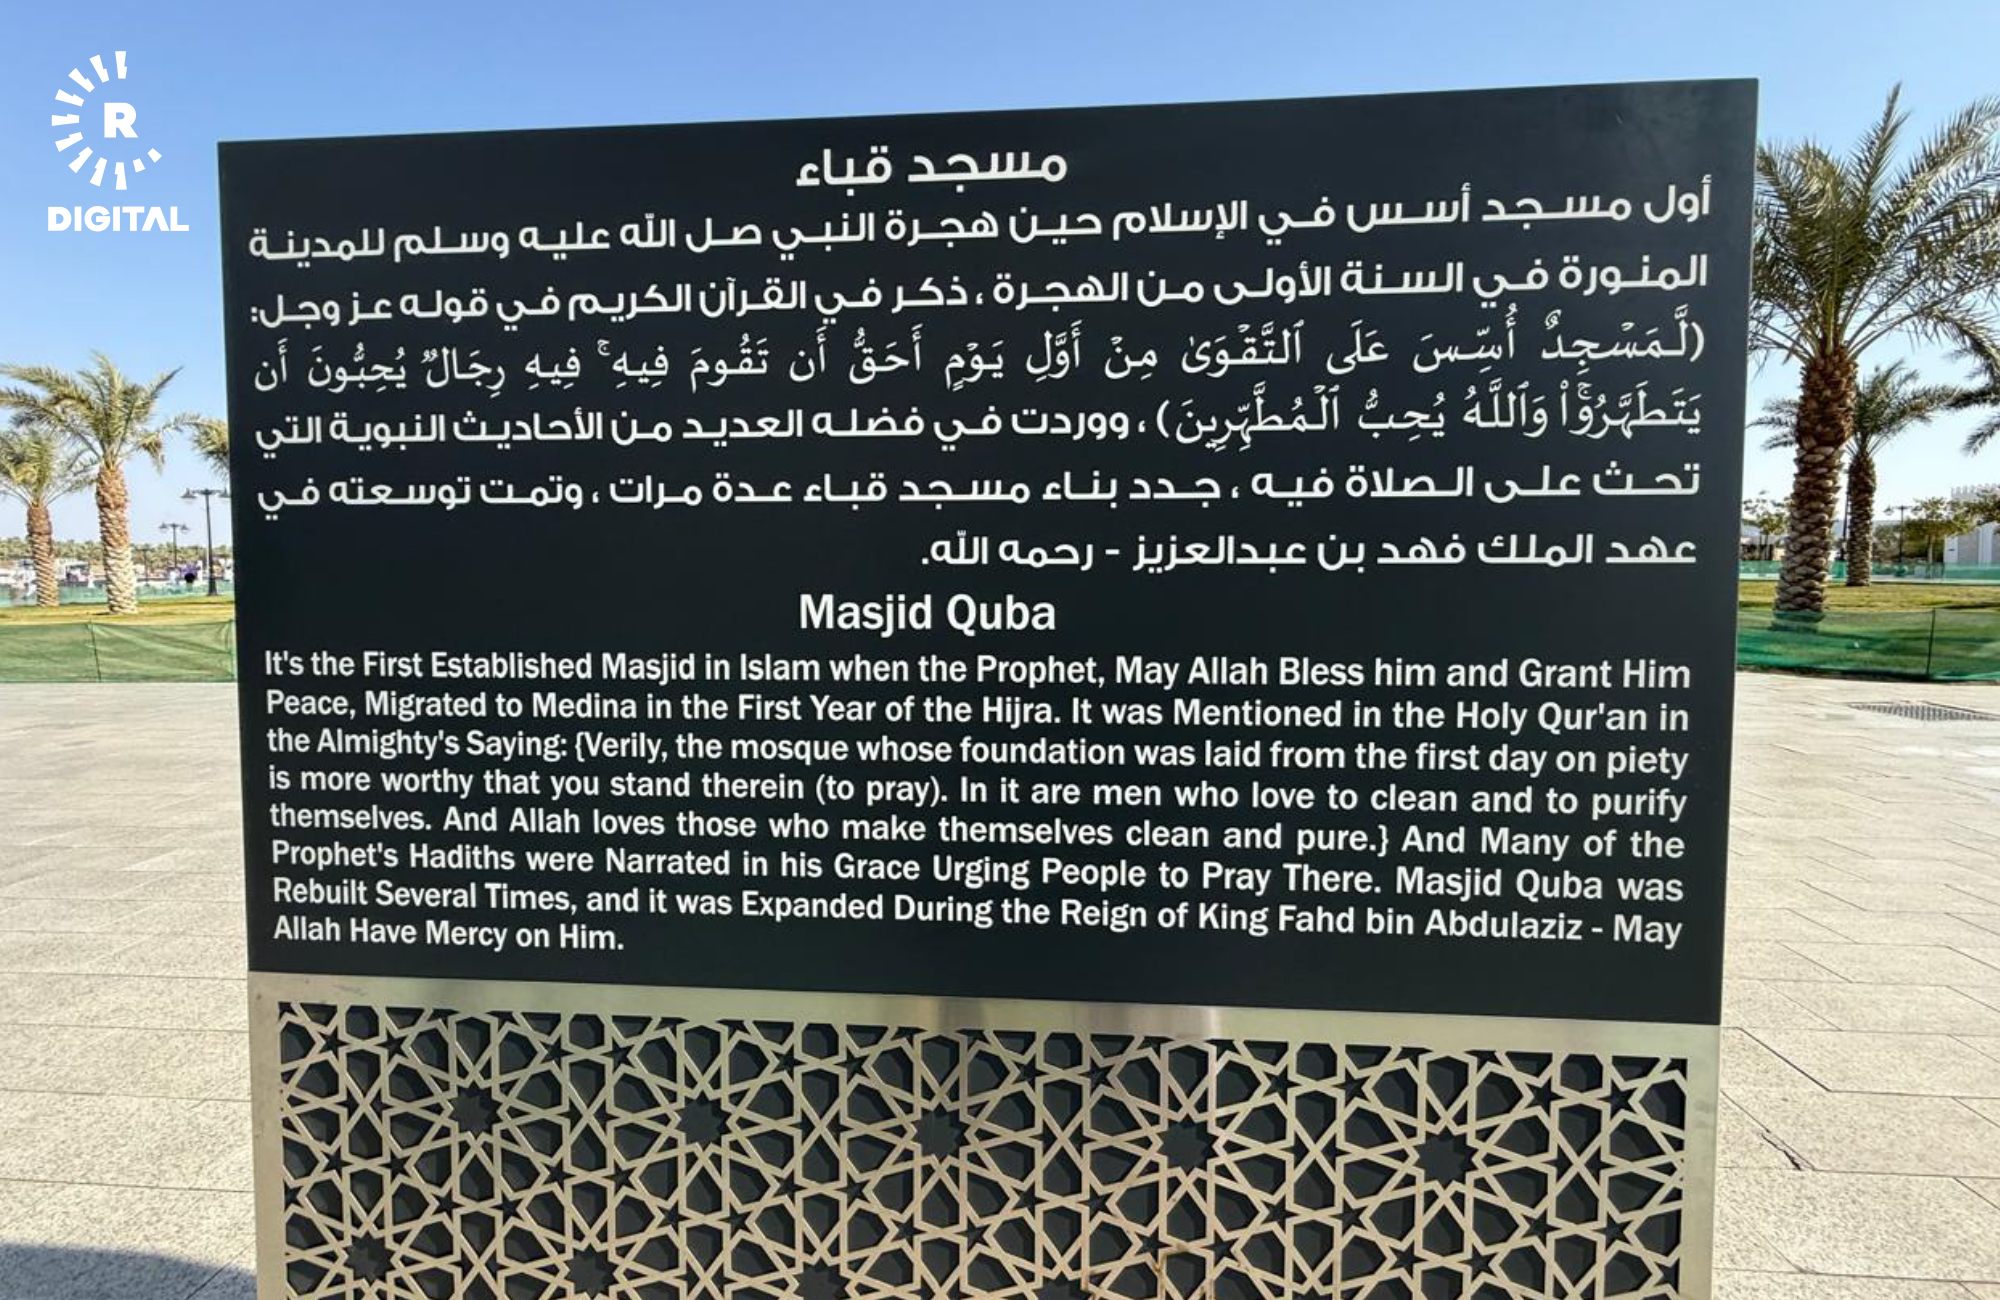 R
DIGITAL
مسجد قباء
أول مسجد أسس في الإسلام حين هجرة النبي صل الله عليه وسلم للمدينة
المنورة في السنة الأولى من الهجرة ، ذكر في القرآن الكريم في قوله عز وجل:
(لَّمَسْجِدٌ أُسِّسَ عَلَى ٱلتَّقْوَىٰ مِنْ أَوَّلِ يَوْمٍ أَحَقُّ أَن تَقُومَ فِيهِ ۚ فِيهِ رِجَالٌ يُحِبُّونَ أَن
يَتَطَهَّرُوا۟ ۚ وَٱللَّهُ يُحِبُّ ٱلْمُطَّهِّرِينَ) ، ووردت في فضله العديد من الأحاديث النبوية التي
تحث على الصلاة فيه ، جدد بناء مسجد قباء عدة مرات ، وتمت توسعته في
عهد الملك فهد بن عبدالعزيز - رحمه الله.
Masjid Quba
It's the First Established Masjid in Islam when the Prophet, May Allah Bless him and Grant Him
Peace, Migrated to Medina in the First Year of the Hijra. It was Mentioned in the Holy Qur'an in
the Almighty's Saying: {Verily, the mosque whose foundation was laid from the first day on piety
is more worthy that you stand therein (to pray). In it are men who love to clean and to purify
themselves. And Allah loves those who make themselves clean and pure.} And Many of the
Prophet's Hadiths were Narrated in his Grace Urging People to Pray There. Masjid Quba was
Rebuilt Several Times, and it was Expanded During the Reign of King Fahd bin Abdulaziz - May
Allah Have Mercy on Him.